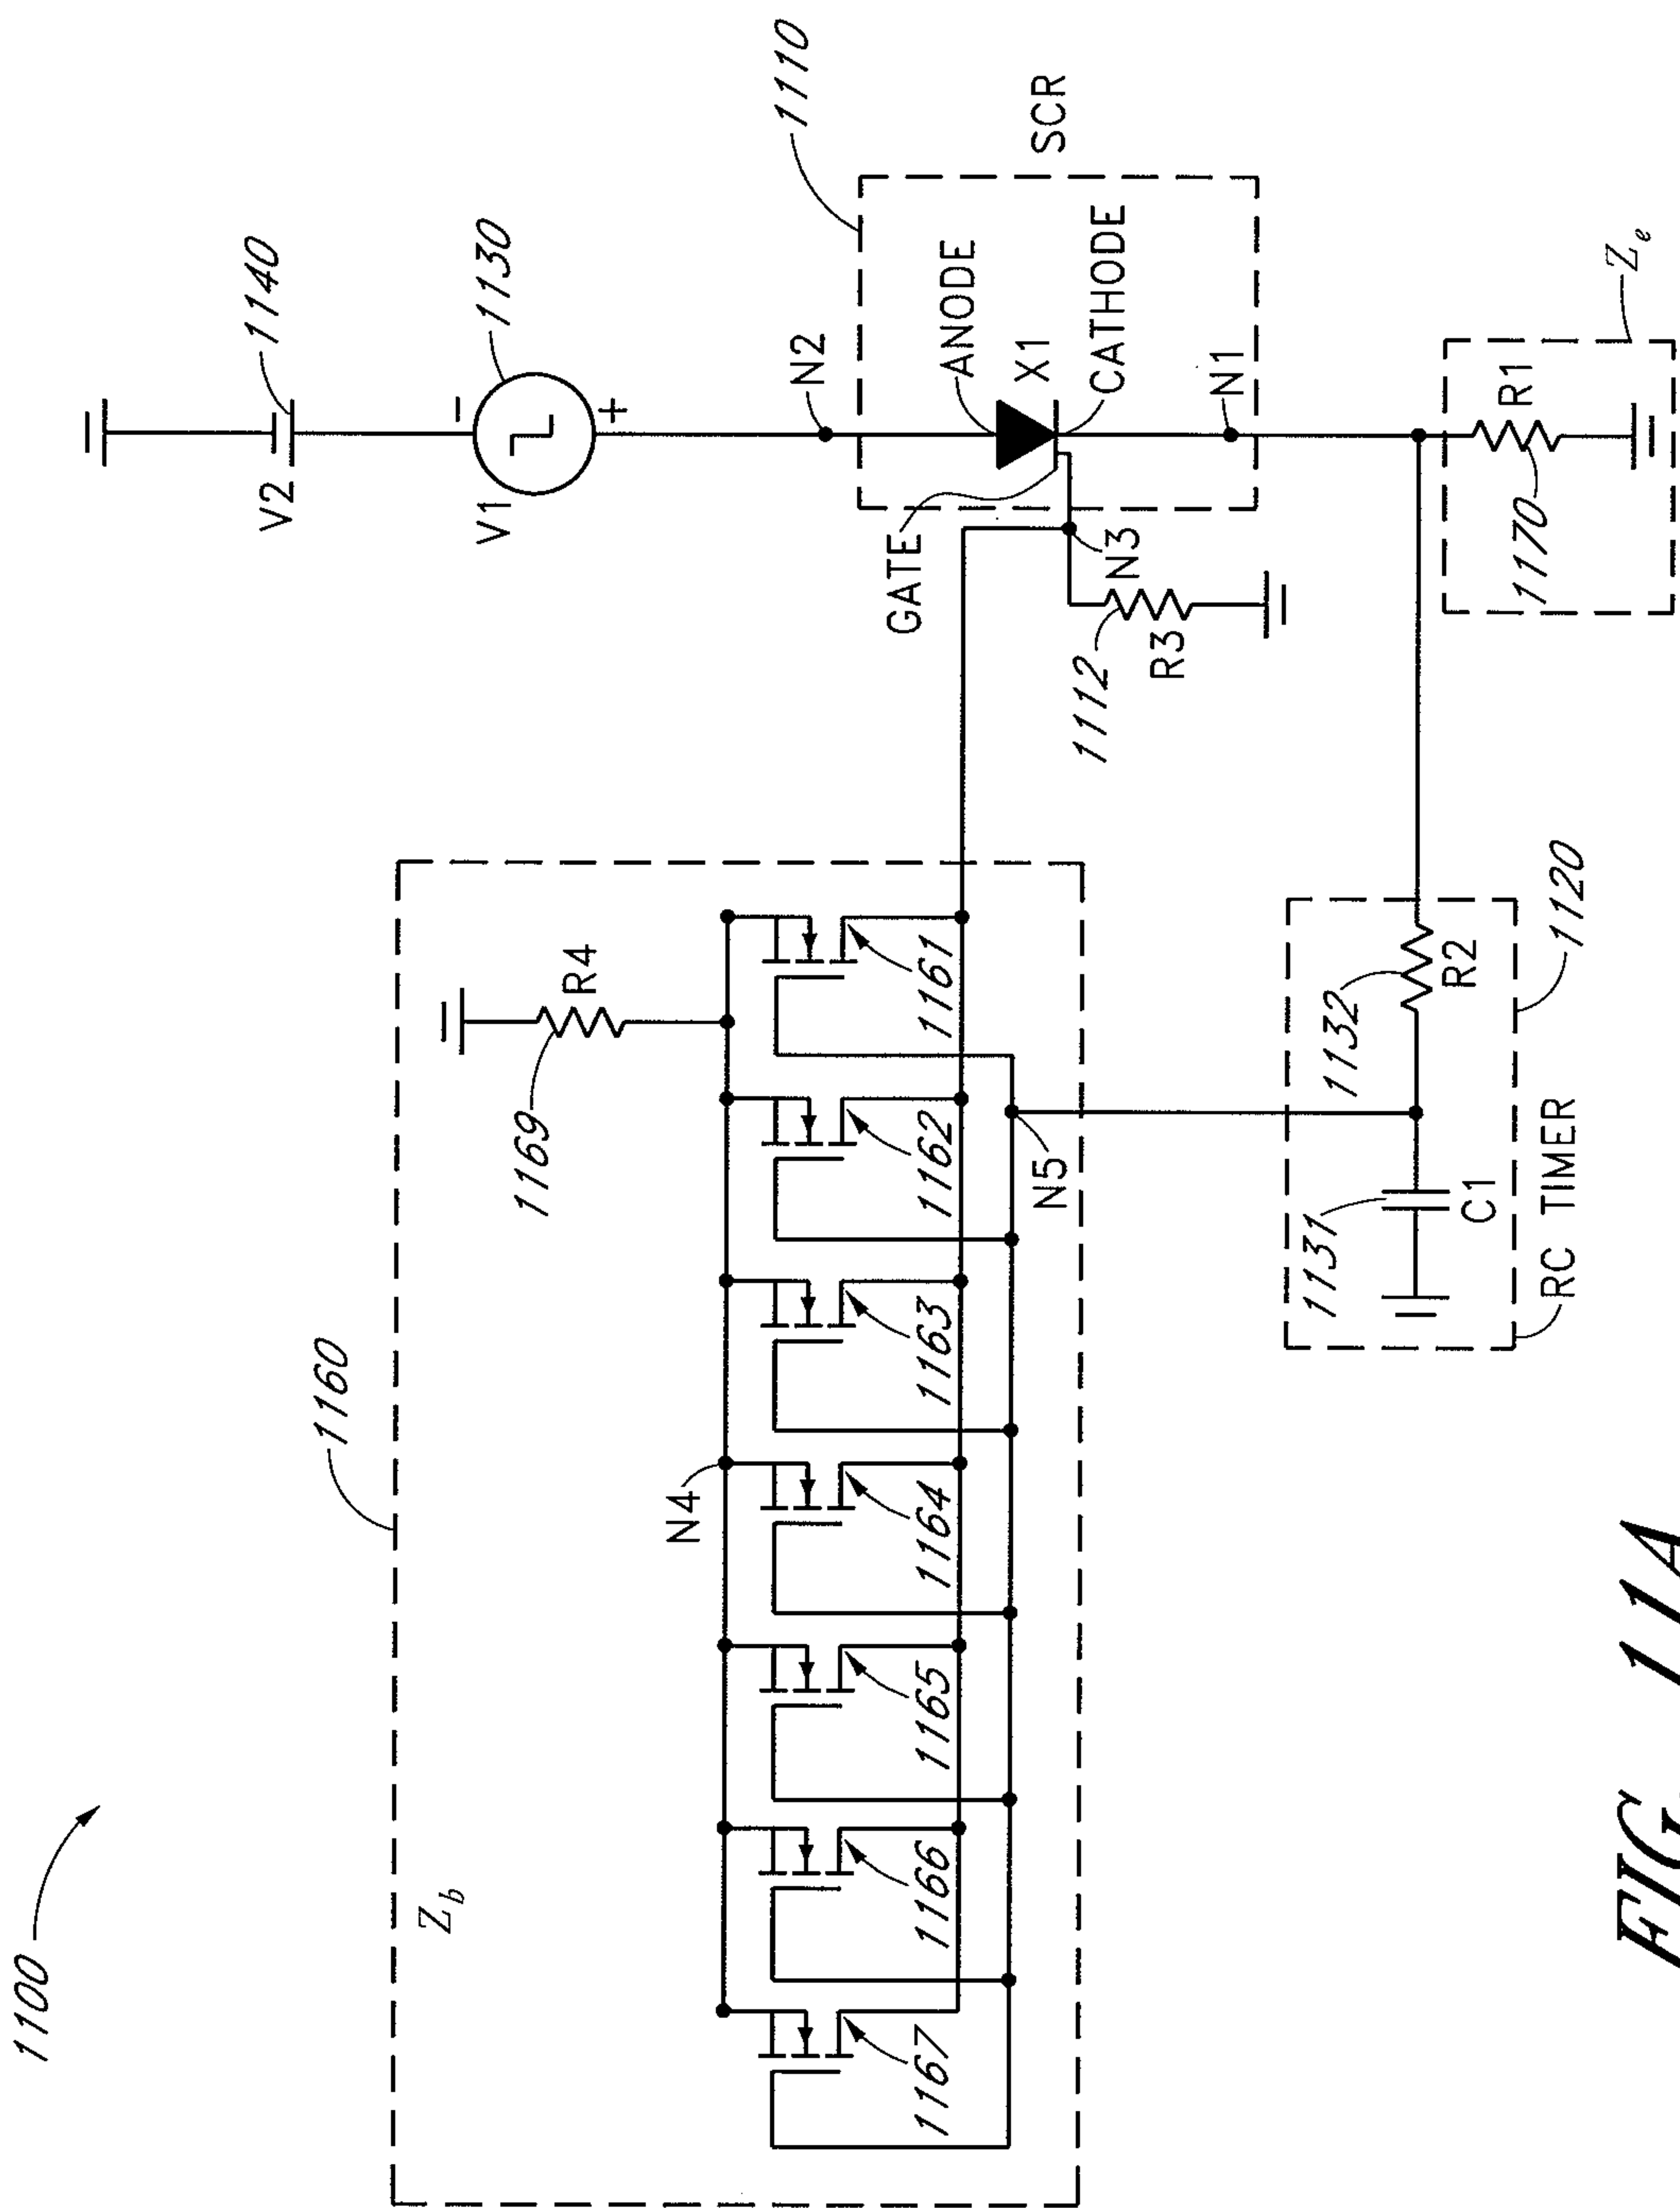 1100
1140
V2
1130
V1
-
+
N2
1110
SCR
ANODE
X1
CATHODE
GATE
N1
N3
1112
R3
R1
1170
Z_e
1160
Z_b
R4
1169
N4
1161
1162
1163
1164
1165
1166
1167
N5
1132
R2
1120
1131
C1
RC TIMER
FIG. 11A